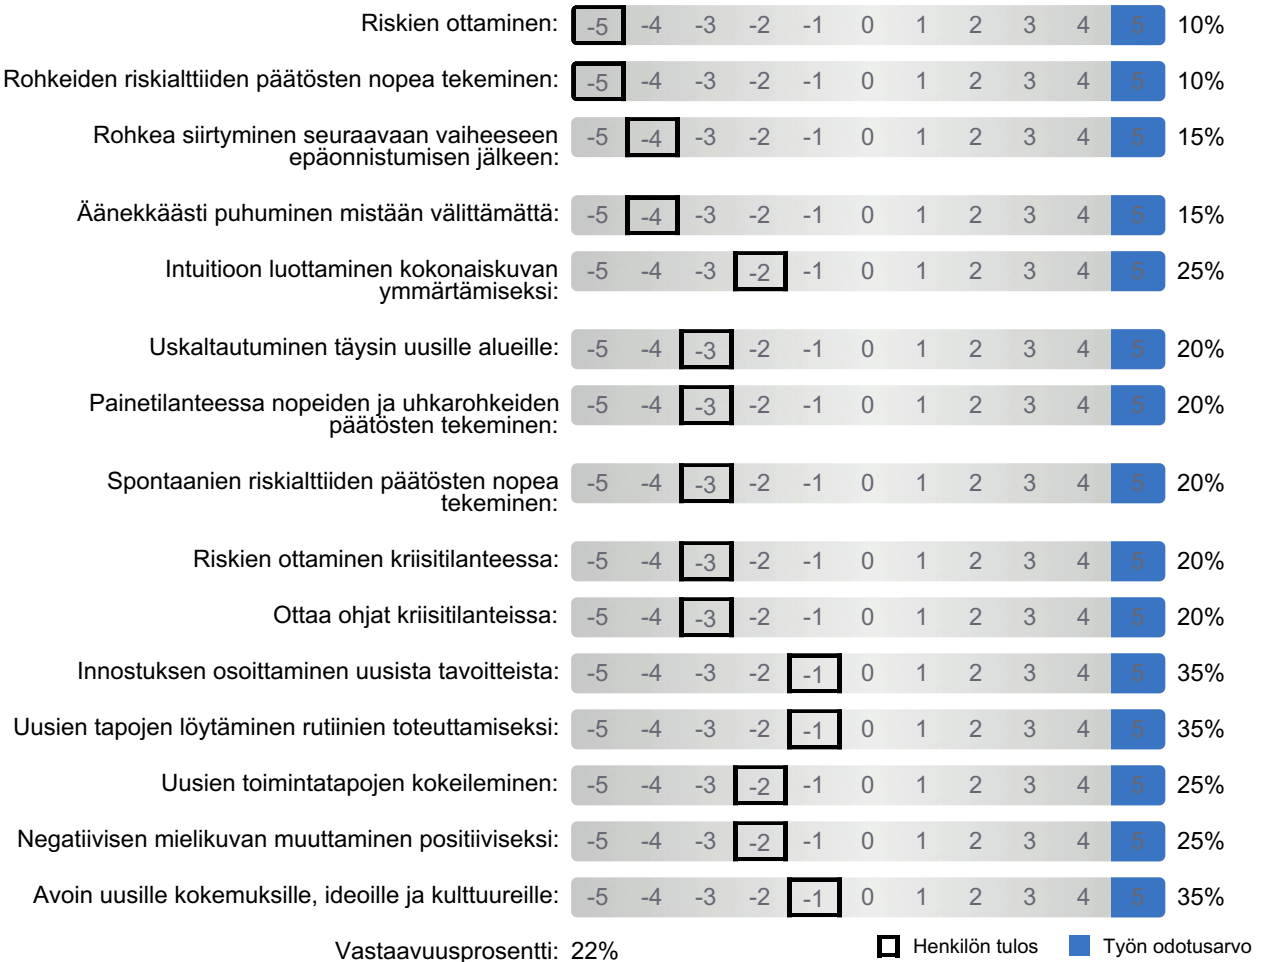 Riskien ottaminen: -5 -4 -3 -2 -1 0 1 2 3 4 5 10%
Rohkeiden riskialttiiden päätösten nopea tekeminen: -5 -4 -3 -2 -1 0 1 2 3 4 5 10%
Rohkea siirtyminen seuraavaan vaiheeseen
epäonnistumisen jälkeen: -5 -4 -3 -2 -1 0 1 2 3 4 5 15%
Äänekkäästi puhuminen mistään välittämättä: -5 -4 -3 -2 -1 0 1 2 3 4 5 15%
Intuitioon luottaminen kokonaiskuvan
ymmärtämiseksi: -5 -4 -3 -2 -1 0 1 2 3 4 5 25%
Uskaltautuminen täysin uusille alueille: -5 -4 -3 -2 -1 0 1 2 3 4 5 20%
Painetilanteessa nopeiden ja uhkarohkeiden
päätösten tekeminen: -5 -4 -3 -2 -1 0 1 2 3 4 5 20%
Spontaanien riskialttiiden päätösten nopea
tekeminen: -5 -4 -3 -2 -1 0 1 2 3 4 5 20%
Riskien ottaminen kriisitilanteessa: -5 -4 -3 -2 -1 0 1 2 3 4 5 20%
Ottaa ohjat kriisitilanteissa: -5 -4 -3 -2 -1 0 1 2 3 4 5 20%
Innostuksen osoittaminen uusista tavoitteista: -5 -4 -3 -2 -1 0 1 2 3 4 5 35%
Uusien tapojen löytäminen rutiinien toteuttamiseksi: -5 -4 -3 -2 -1 0 1 2 3 4 5 35%
Uusien toimintatapojen kokeileminen: -5 -4 -3 -2 -1 0 1 2 3 4 5 25%
Negatiivisen mielikuvan muuttaminen positiiviseksi: -5 -4 -3 -2 -1 0 1 2 3 4 5 25%
Avoin uusille kokemuksille, ideoille ja kulttuureille: -5 -4 -3 -2 -1 0 1 2 3 4 5 35%
Vastaavuusprosentti: 22% Henkilön tulos Työn odotusarvo